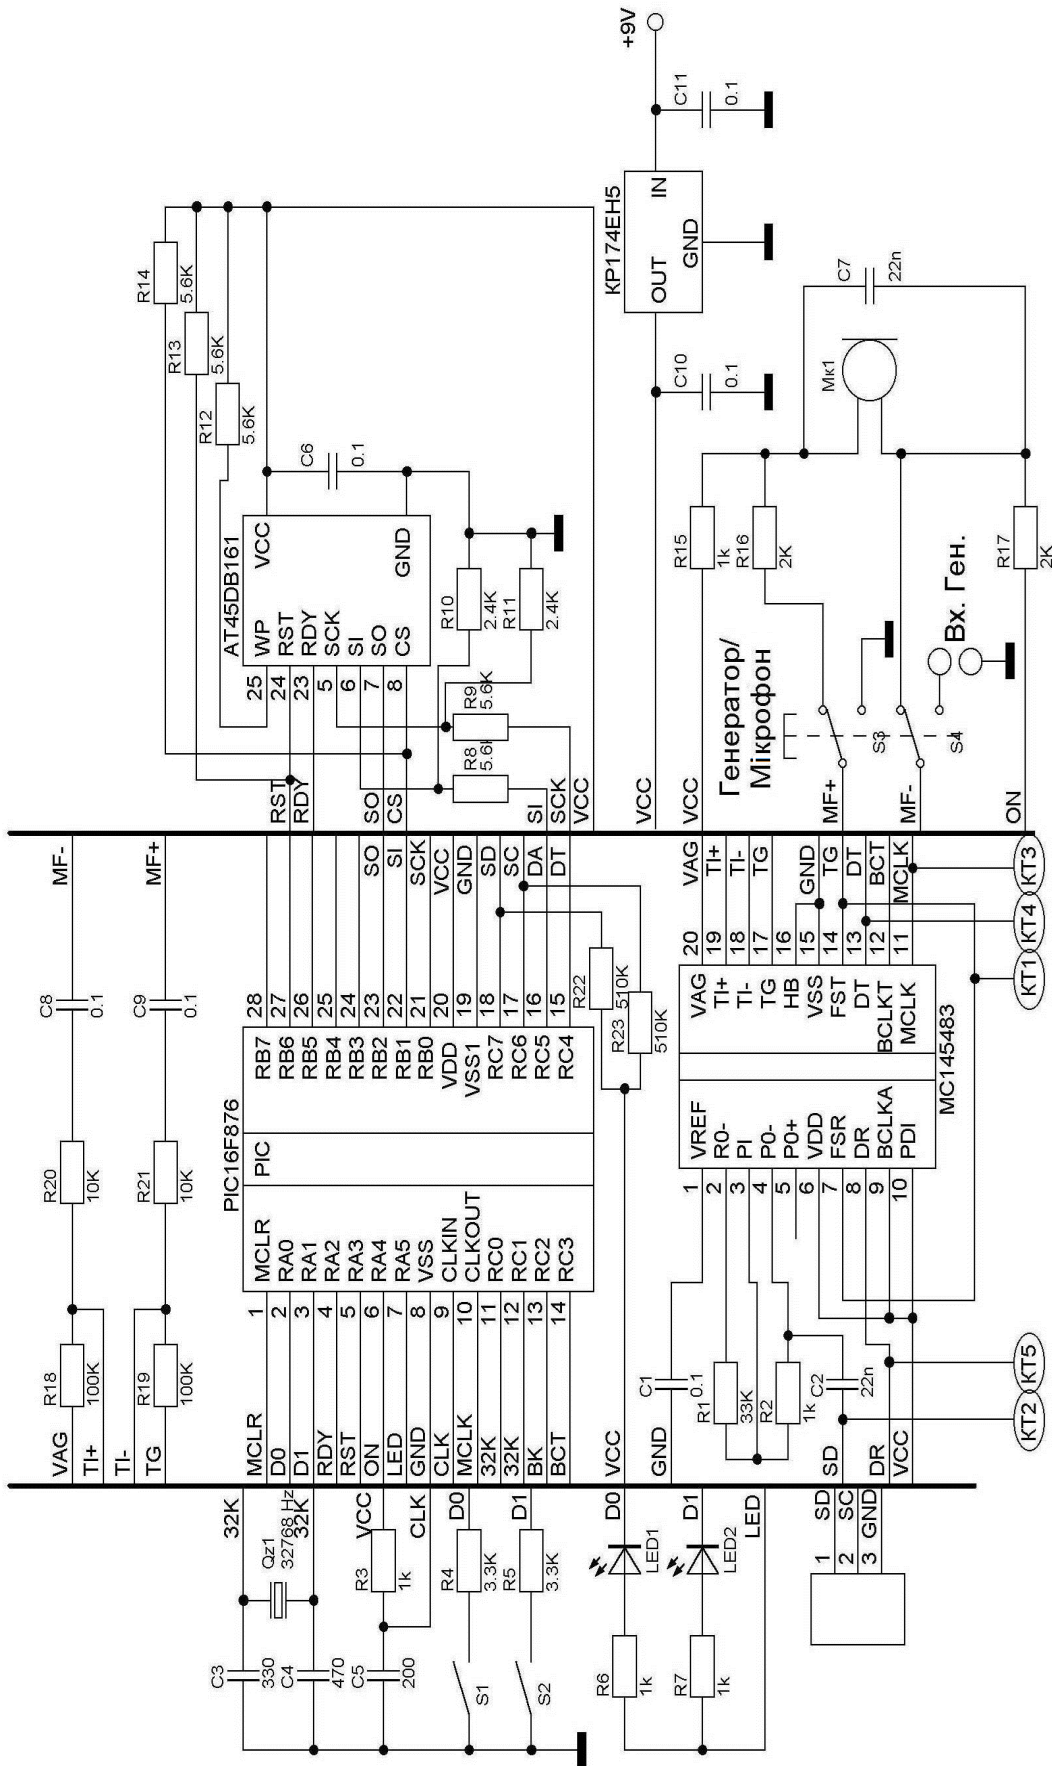 VAG
TI+
TI-
TG
R18
100K
R19
100K
R20
10K
R21
10K
C8
0.1
C9
0.1
MF-
MF+
R14
5.6K
R13
5.6K
R12
5.6K
C6
0.1
AT45DB161
WP
RST
RDY
SCK
SI
SO
CS
VCC
GND
25
24
23
5
6
7
8
R10
2.4K
R11
2.4K
R9
5.6K
R8
5.6K
RST
RDY
SO
CS
SI
SCK
VCC
32K
Qz1
32768 Hz
32K
C3
330
C4
470
C5
200
VCC
R3
1k
CLK
D0
R4
3.3K
D1
R5
3.3K
S1
S2
MCLR
D0
D1
RDY
RST
ON
LED
GND
CLK
MCLK
32K
32K
BK
BCT
1
2
3
4
5
6
7
8
9
10
11
12
13
14
PIC16F876
PIC
MCLR
RA0
RA1
RA2
RA3
RA4
RA5
VSS
CLKIN
CLKOUT
RC0
RC1
RC2
RC3
RB7
RB6
RB5
RB4
RB3
RB2
RB1
RB0
VDD
VSS1
RC7
RC6
RC5
RC4
28
27
26
25
24
23
22
21
20
19
18
17
16
15
SO
SI
SCK
VCC
GND
SD
SC
DA
DT
R22
510K
R23
510K
VCC
+9V
C11
0.1
KP174EH5
IN
OUT
GND
C10
0.1
VCC
VCC
R15
1k
R16
2K
Мк1
C7
22n
R17
2K
Генератор/
Мікрофон
Вх. Ген.
S3
S4
MF+
MF-
ON
D0
LED1
R6
1k
D1
LED2
R7
1k
LED
SD
SC
GND
1
2
3
GND
C1
0.1
R1
33K
R2
1k
C2
22n
SD
DR
VCC
1
2
3
4
5
6
7
8
9
10
MC145483
VREF
R0-
PI
P0-
P0+
VDD
FSR
DR
BCLKA
PDI
VAG
TI+
TI-
TG
HB
VSS
FST
DT
BCLKT
MCLK
20
19
18
17
16
15
14
13
12
11
VAG
TI+
TI-
TG
GND
TG
DT
BCT
MCLK
KT2
KT5
KT1
KT4
KT3